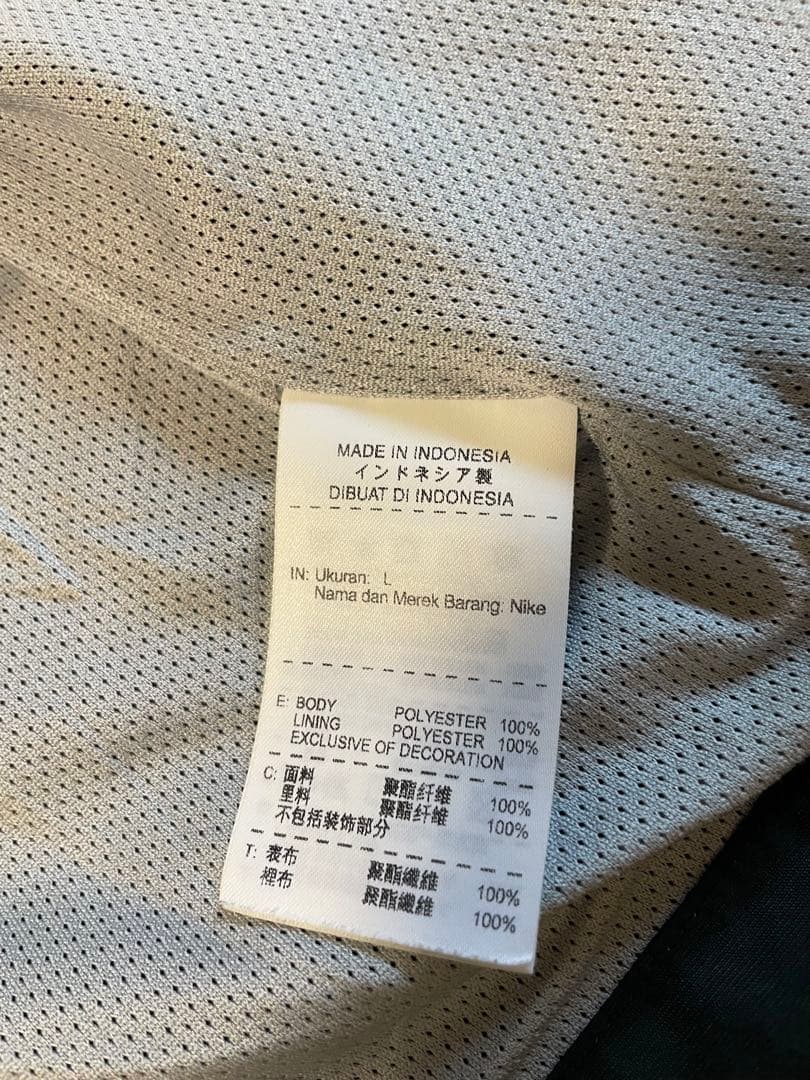 MADE IN INDONESIA
インドネシア製
DIBUAT DI INDONESIA
IN: Ukuran: L
Nama dan Merek Barang: Nike
E: BODY POLYESTER 100%
LINING POLYESTER 100%
EXCLUSIVE OF DECORATION
C: 面料 聚酯纤维 100%
里料 聚酯纤维 100%
不包括装饰部分
T: 表布 聚酯纖維 100%
裡布 聚酯纖維 100%